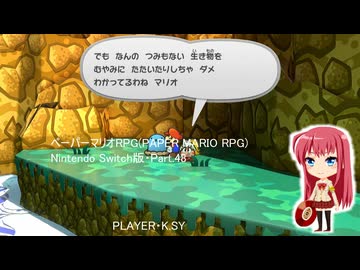 でも なんの つみもない 生き物を
むやみに たたいたりしちゃ ダメ
わかってるわね マリオ
ペーパーマリオRPG(PAPER MARIO RPG)
Nintendo Switch版・Part.48
PLAYER・K.SY